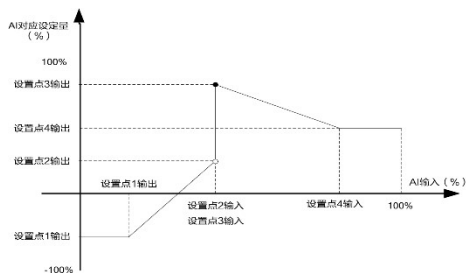 AI对应设定量
（%）
100%
设置点3输出
设置点4输出
设置点2输出
设置点1输出
AI输入（%）
设置点2输入
设置点3输入
设置点4输入
100%
设置点1输出
-100%